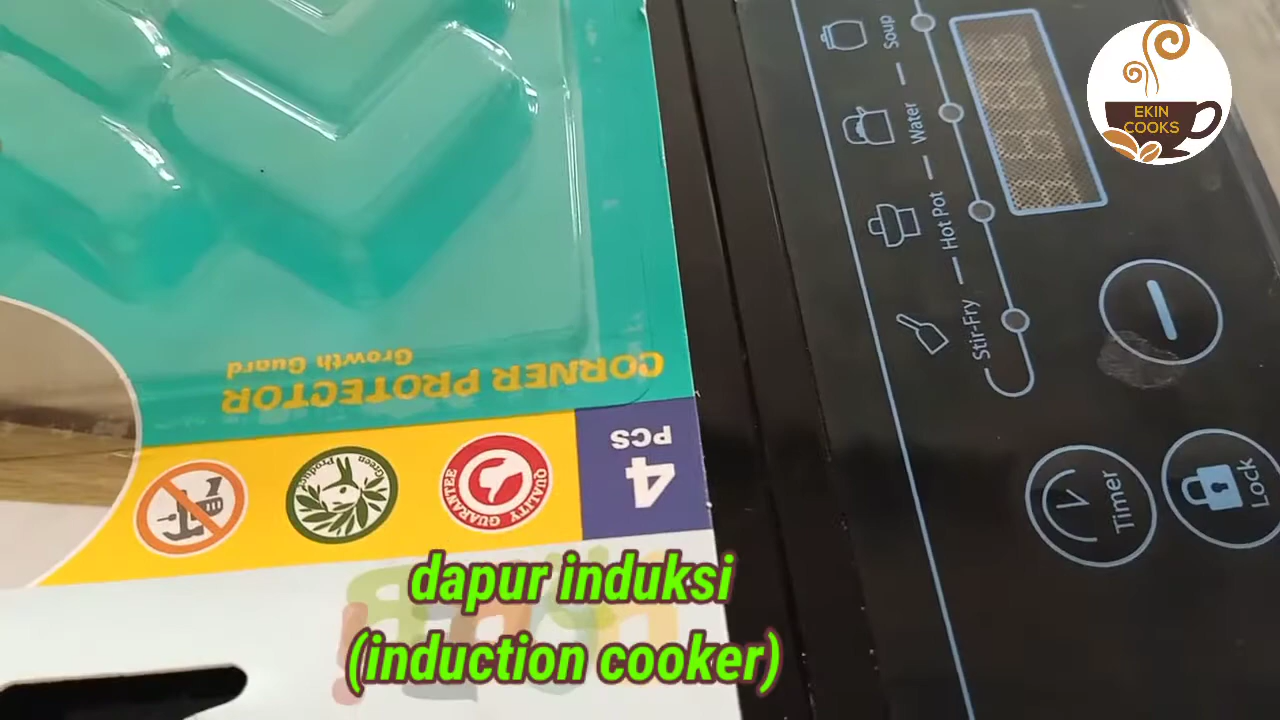 EKIN
COOKS
Soup
Water
Hot Pot
Stir-Fry
Timer
Lock
CORNER PROTECTOR
Growth Guard
4
PCS
QUALITY GUARANTEE
Green Product
dapur induksi
(induction cooker)